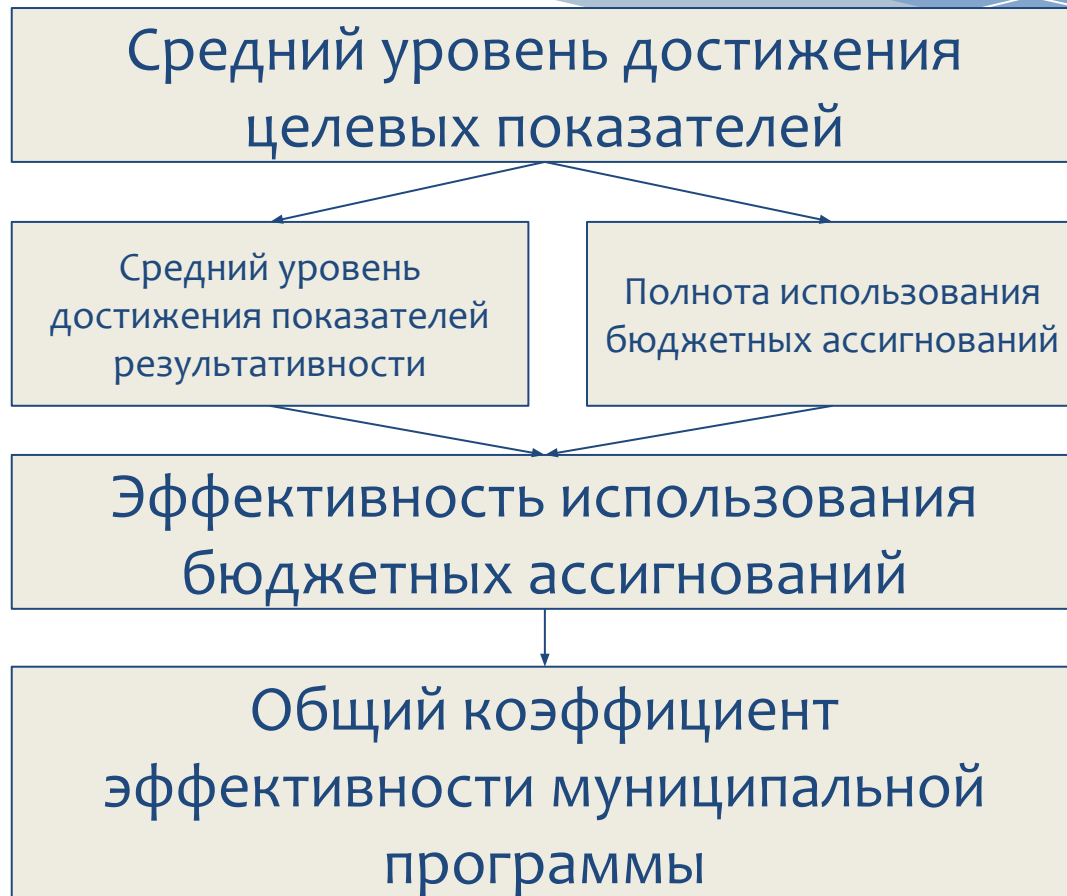 Средний уровень достижения
целевых показателей
Средний уровень
достижения показателей
результативности
Полнота использования
бюджетных ассигнований
Эффективность использования
бюджетных ассигнований
Общий коэффициент
эффективности муниципальной
программы